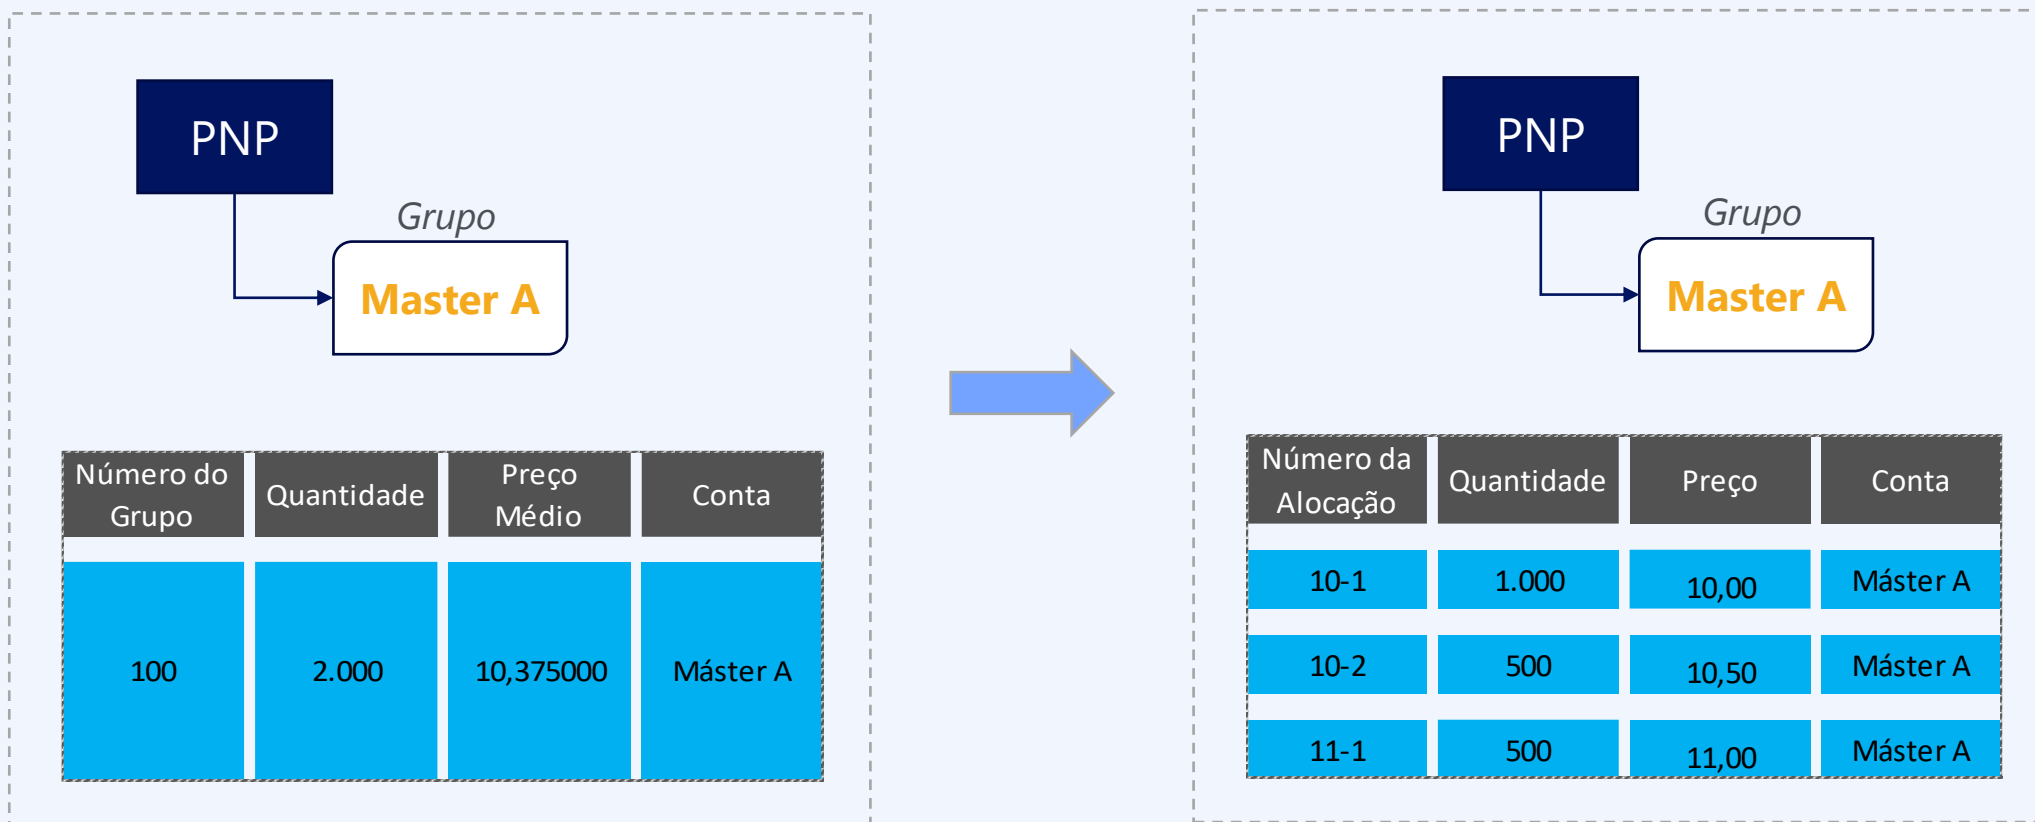 PNP
Grupo
Master A
Número do
Grupo
Quantidade
Preço
Médio
Conta
100
2.000
10,375000
Máster A
PNP
Grupo
Master A
Número da
Alocação
Quantidade
Preço
Conta
10-1
1.000
10,00
Máster A
10-2
500
10,50
Máster A
11-1
500
11,00
Máster A